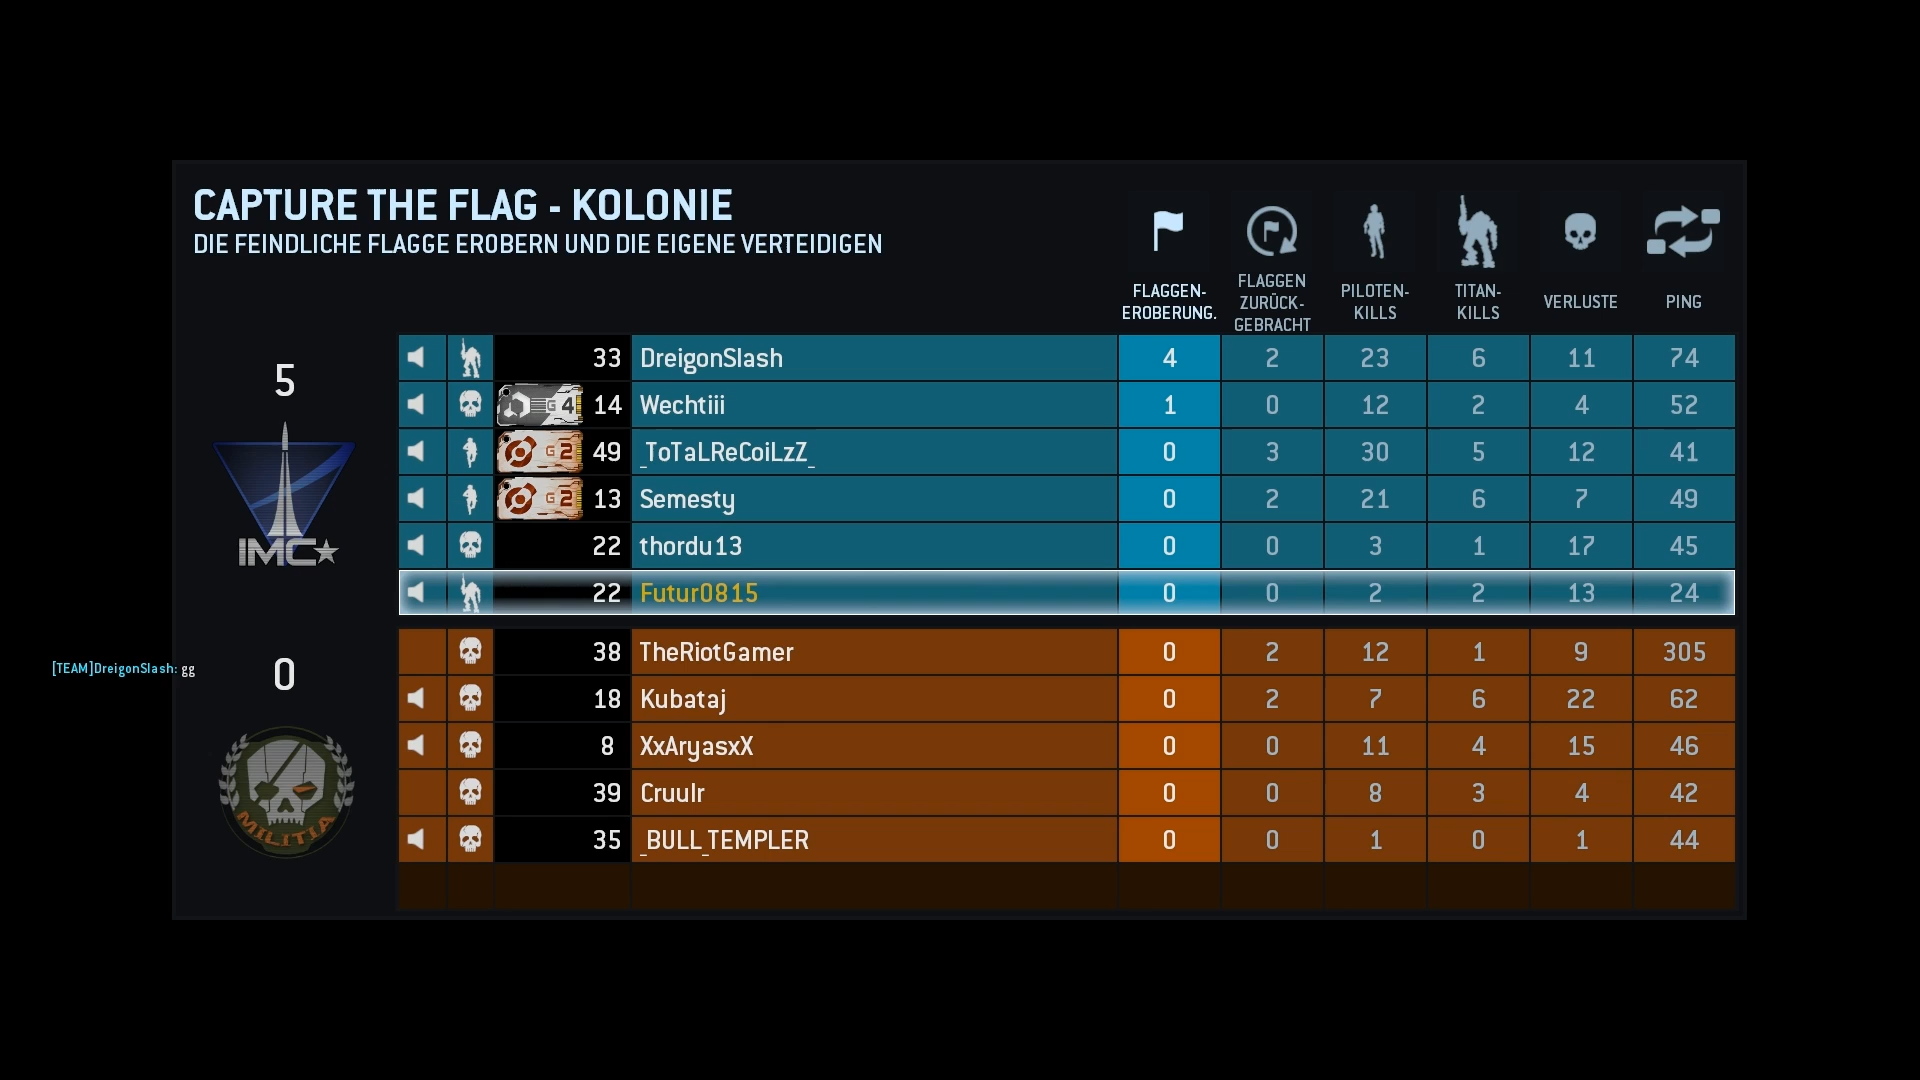 CAPTURE THE FLAG - KOLONIE
DIE FEINDLICHE FLAGGE EROBERN UND DIE EIGENE VERTEIDIGEN
FLAGGEN-
EROBERUNG.
FLAGGEN
ZURÜCK-
GEBRACHT
PILOTEN-
KILLS
TITAN-
KILLS
VERLUSTE
PING
5
IMC
33 DreigonSlash 4 2 23 6 11 74
G 4 14 Wechtiii 1 0 12 2 4 52
G 2 49 _ToTaLReCoiLzZ_ 0 3 30 5 12 41
G 2 13 Semesty 0 2 21 6 7 49
22 thordu13 0 0 3 1 17 45
22 Futur0815 0 0 2 2 13 24
0
MILITIA
[TEAM]DreigonSlash: gg
38 TheRiotGamer 0 2 12 1 9 305
18 Kubataj 0 2 7 6 22 62
8 XxAryasxX 0 0 11 4 15 46
39 Cruulr 0 0 8 3 4 42
35 _BULL_TEMPLER 0 0 1 0 1 44